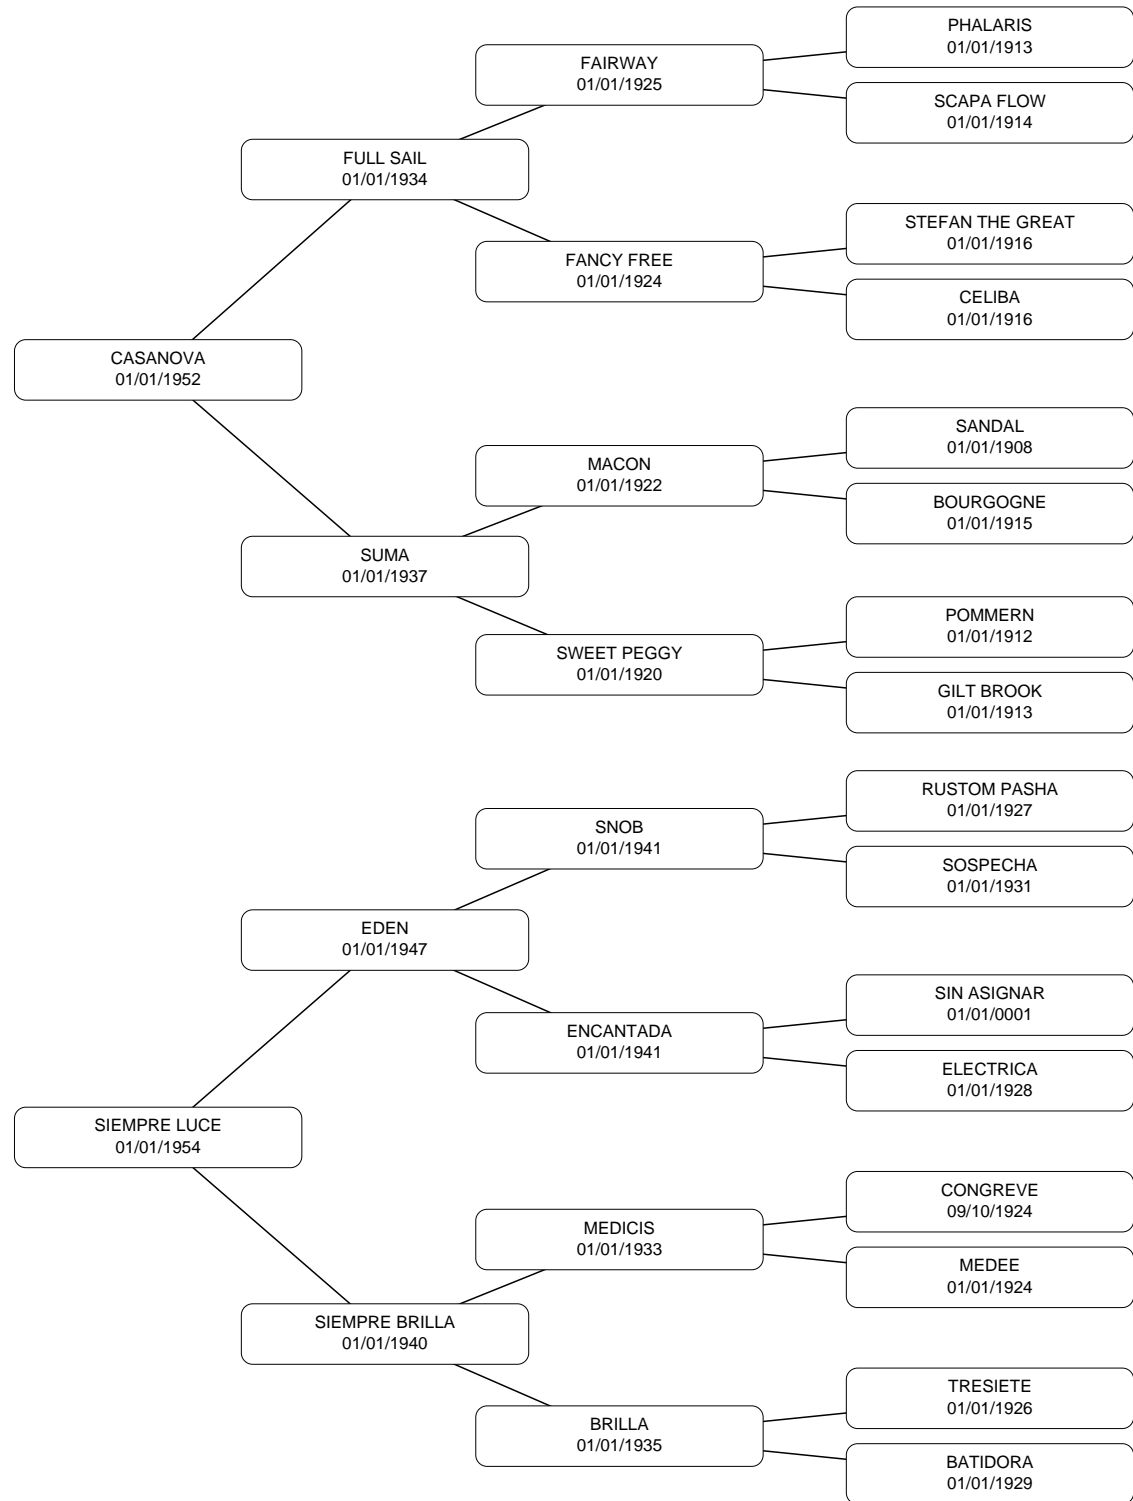 PHALARIS
01/01/1913
FAIRWAY
01/01/1925
SCAPA FLOW
01/01/1914
FULL SAIL
01/01/1934
STEFAN THE GREAT
01/01/1916
FANCY FREE
01/01/1924
CELIBA
01/01/1916
CASANOVA
01/01/1952
SANDAL
01/01/1908
MACON
01/01/1922
BOURGOGNE
01/01/1915
SUMA
01/01/1937
POMMERN
01/01/1912
SWEET PEGGY
01/01/1920
GILT BROOK
01/01/1913
RUSTOM PASHA
01/01/1927
SNOB
01/01/1941
SOSPECHA
01/01/1931
EDEN
01/01/1947
SIN ASIGNAR
01/01/0001
ENCANTADA
01/01/1941
ELECTRICA
01/01/1928
SIEMPRE LUCE
01/01/1954
CONGREVE
09/10/1924
MEDICIS
01/01/1933
MEDEE
01/01/1924
SIEMPRE BRILLA
01/01/1940
TRESIETE
01/01/1926
BRILLA
01/01/1935
BATIDORA
01/01/1929